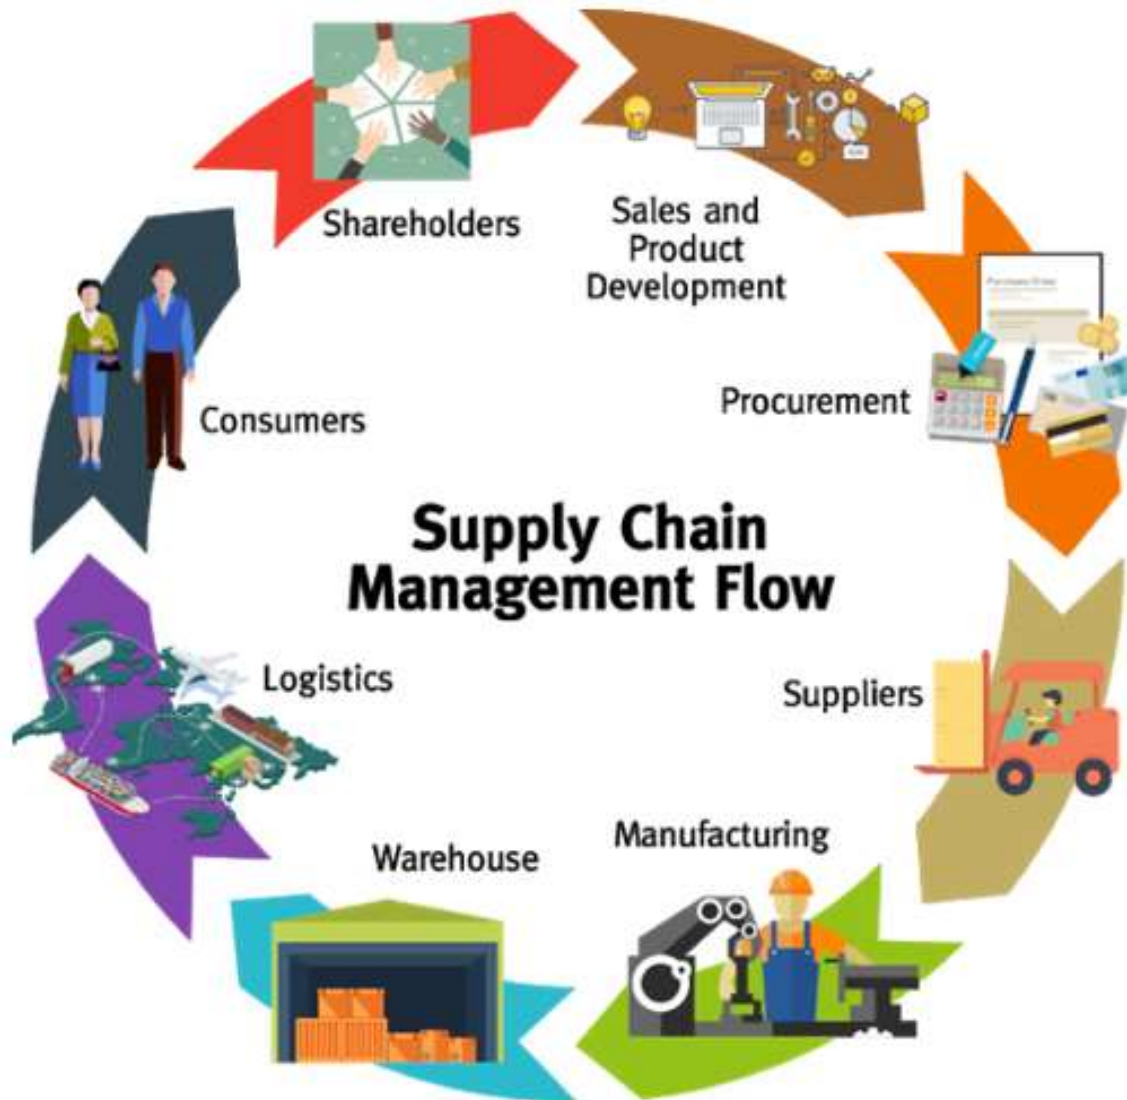 Shareholders
Sales and
Product
Development
Procurement
Suppliers
Manufacturing
Warehouse
Logistics
Consumers
Supply Chain
Management Flow